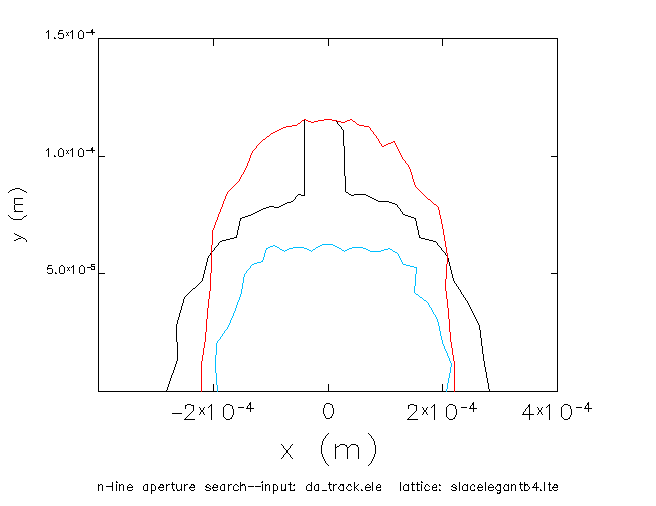 1.5×10⁻⁴
1.0×10⁻⁴
5.0×10⁻⁵
y (m)
−2×10⁻⁴ 0 2×10⁻⁴ 4×10⁻⁴
x (m)
n-line aperture search--input: da_track.ele lattice: slacelegantb4.lte